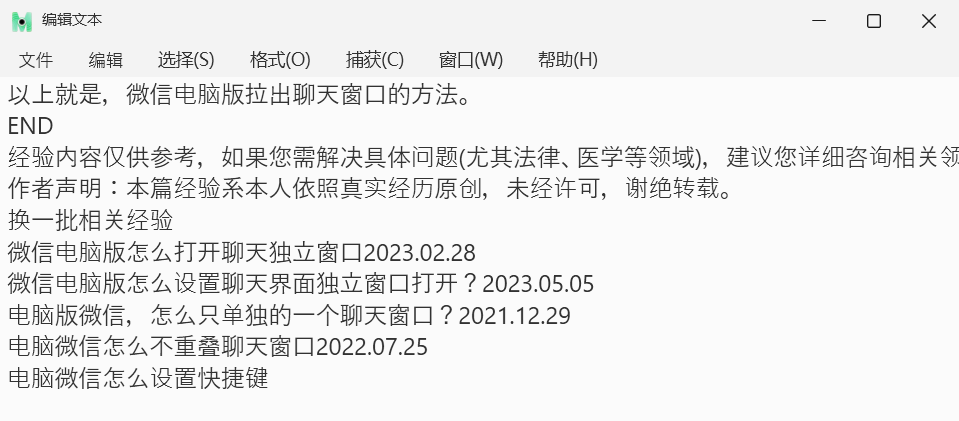 编辑文本
文件 编辑 选择(S) 格式(O) 捕获(C) 窗口(W) 帮助(H)
以上就是，微信电脑版拉出聊天窗口的方法。
END
经验内容仅供参考，如果您需解决具体问题(尤其法律、医学等领域)，建议您详细咨询相关领
作者声明：本篇经验系本人依照真实经历原创，未经许可，谢绝转载。
换一批相关经验
微信电脑版怎么打开聊天独立窗口2023.02.28
微信电脑版怎么设置聊天界面独立窗口打开？2023.05.05
电脑版微信，怎么只单独的一个聊天窗口？2021.12.29
电脑微信怎么不重叠聊天窗口2022.07.25
电脑微信怎么设置快捷键